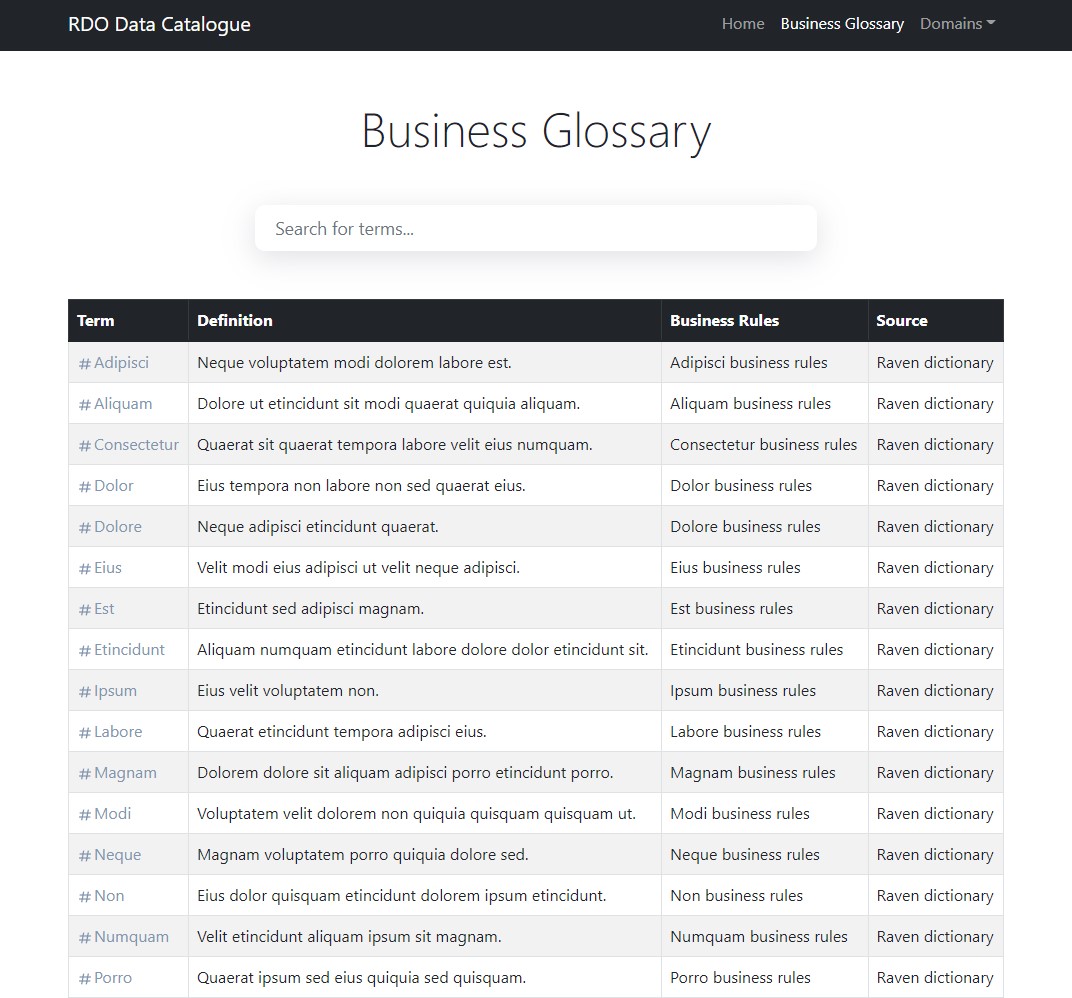 RDO Data Catalogue Home Business Glossary Domains
Business Glossary
Search for terms...
Term Definition Business Rules Source
#Adipisci Neque voluptatem modi dolorem labore est. Adipisci business rules Raven dictionary
#Aliquam Dolore ut etincidunt sit modi quaerat quiquia aliquam. Aliquam business rules Raven dictionary
#Consectetur Quaerat sit quaerat tempora labore velit eius numquam. Consectetur business rules Raven dictionary
#Dolor Eius tempora non labore non sed quaerat eius. Dolor business rules Raven dictionary
#Dolore Neque adipisci etincidunt quaerat. Dolore business rules Raven dictionary
#Eius Velit modi eius adipisci ut velit neque adipisci. Eius business rules Raven dictionary
#Est Etincidunt sed adipisci magnam. Est business rules Raven dictionary
#Etincidunt Aliquam numquam etincidunt labore dolore dolor etincidunt sit. Etincidunt business rules Raven dictionary
#Ipsum Eius velit voluptatem non. Ipsum business rules Raven dictionary
#Labore Quaerat etincidunt tempora adipisci eius. Labore business rules Raven dictionary
#Magnam Dolorem dolore sit aliquam adipisci porro etincidunt porro. Magnam business rules Raven dictionary
#Modi Voluptatem velit dolorem non quiquia quisquam quisquam ut. Modi business rules Raven dictionary
#Neque Magnam voluptatem porro quiquia dolore sed. Neque business rules Raven dictionary
#Non Eius dolor quisquam etincidunt dolorem ipsum etincidunt. Non business rules Raven dictionary
#Numquam Velit etincidunt aliquam ipsum sit magnam. Numquam business rules Raven dictionary
#Porro Quaerat ipsum sed eius quiquia sed quisquam. Porro business rules Raven dictionary